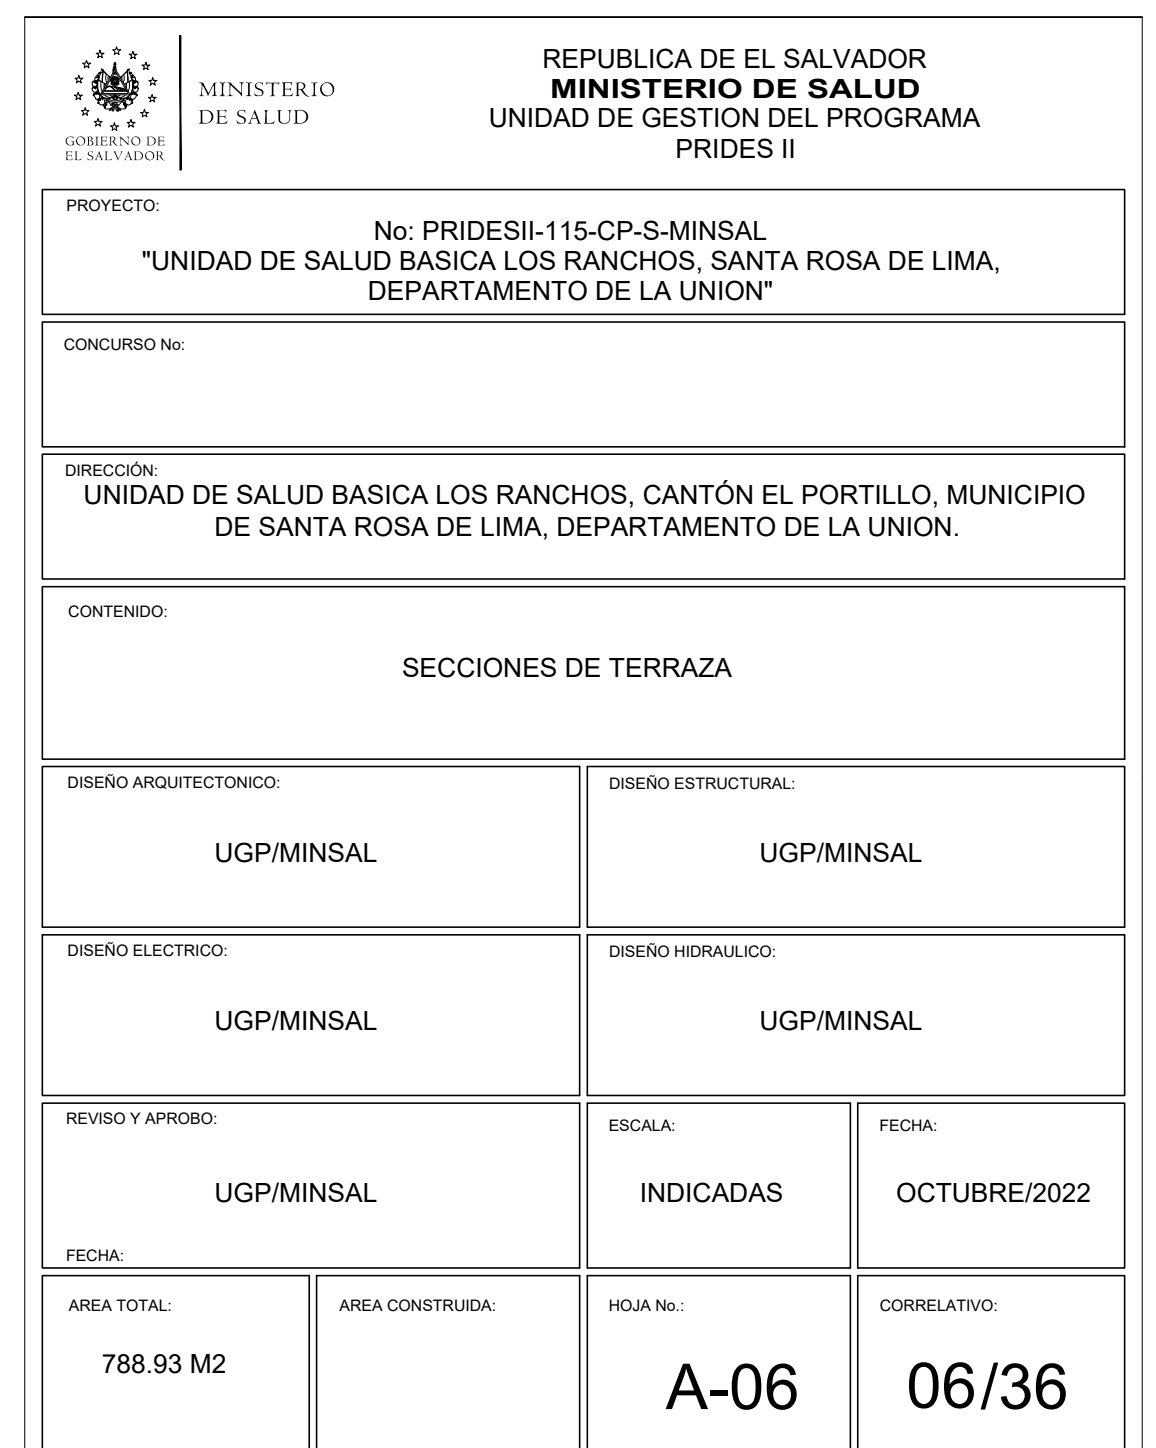 GOBIERNO DE
EL SALVADOR
MINISTERIO
DE SALUD
REPUBLICA DE EL SALVADOR
MINISTERIO DE SALUD
UNIDAD DE GESTION DEL PROGRAMA
PRIDES II
PROYECTO:
No: PRIDESII-115-CP-S-MINSAL
"UNIDAD DE SALUD BASICA LOS RANCHOS, SANTA ROSA DE LIMA,
DEPARTAMENTO DE LA UNION"
CONCURSO No:
DIRECCIÓN:
UNIDAD DE SALUD BASICA LOS RANCHOS, CANTÓN EL PORTILLO, MUNICIPIO
DE SANTA ROSA DE LIMA, DEPARTAMENTO DE LA UNION.
CONTENIDO:
SECCIONES DE TERRAZA
DISEÑO ARQUITECTONICO:
UGP/MINSAL
DISEÑO ESTRUCTURAL:
UGP/MINSAL
DISEÑO ELECTRICO:
UGP/MINSAL
DISEÑO HIDRAULICO:
UGP/MINSAL
REVISO Y APROBO:
UGP/MINSAL
FECHA:
ESCALA:
INDICADAS
FECHA:
OCTUBRE/2022
AREA TOTAL:
788.93 M2
AREA CONSTRUIDA:
HOJA No.:
A-06
CORRELATIVO:
06/36